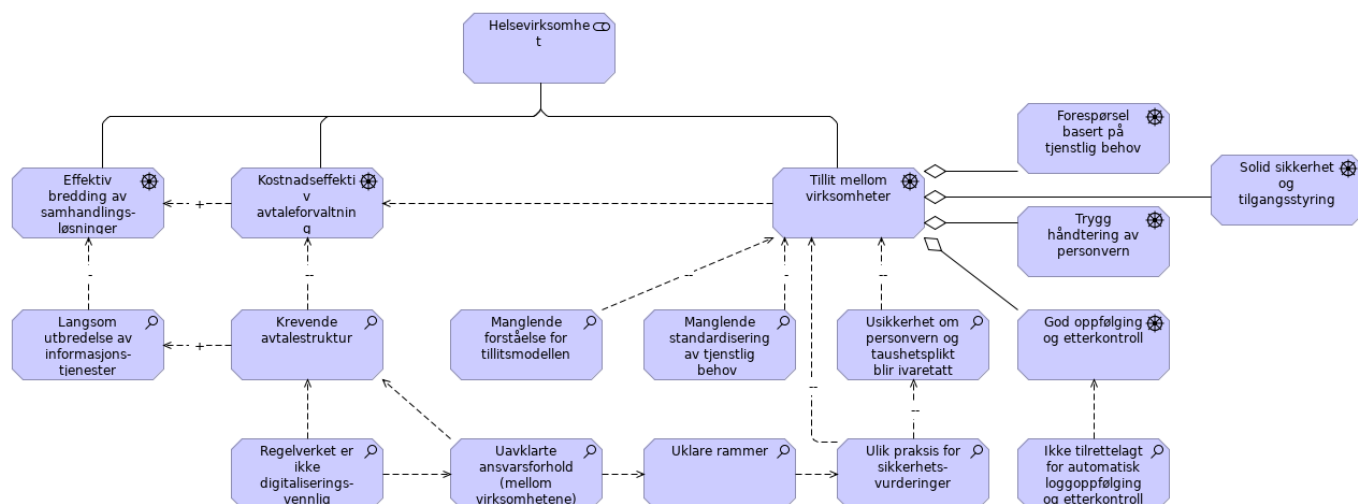 Helsevirksomhe
t
Forespørsel
basert på
tjenstlig behov
Effektiv
bredding av
samhandlings-
løsninger
+
Kostnadseffekti
v
avtaleforvaltnin
g
Tillit mellom
virksomheter
Solid sikkerhet
og
tilgangsstyring
Trygg
håndtering av
personvern
-
--
--
-
--
--
--
Langsom
utbredelse av
informasjons-
tjenester
+
Krevende
avtalestruktur
Manglende
forståelse for
tillitsmodellen
Manglende
standardisering
av tjenstlig
behov
Usikkerhet om
personvern og
taushetsplikt
blir ivaretatt
God oppfølging
og etterkontroll
Regelverket er
ikke
digitaliserings-
vennlig
Uavklarte
ansvarsforhold
(mellom
virksomhetene)
Uklare rammer
Ulik praksis for
sikkerhets-
vurderinger
Ikke tilrettelagt
for automatisk
loggoppfølging
og etterkontroll